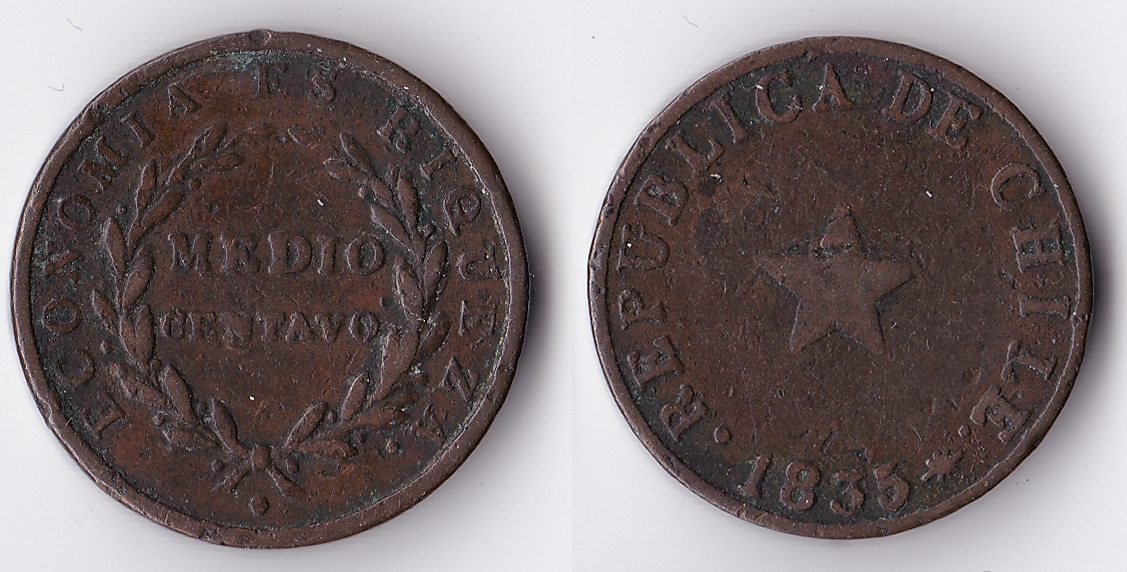 ECONOMIA ES RIQUEZA
MEDIO
CENTAVO
REPUBLICA DE CHILE
1835